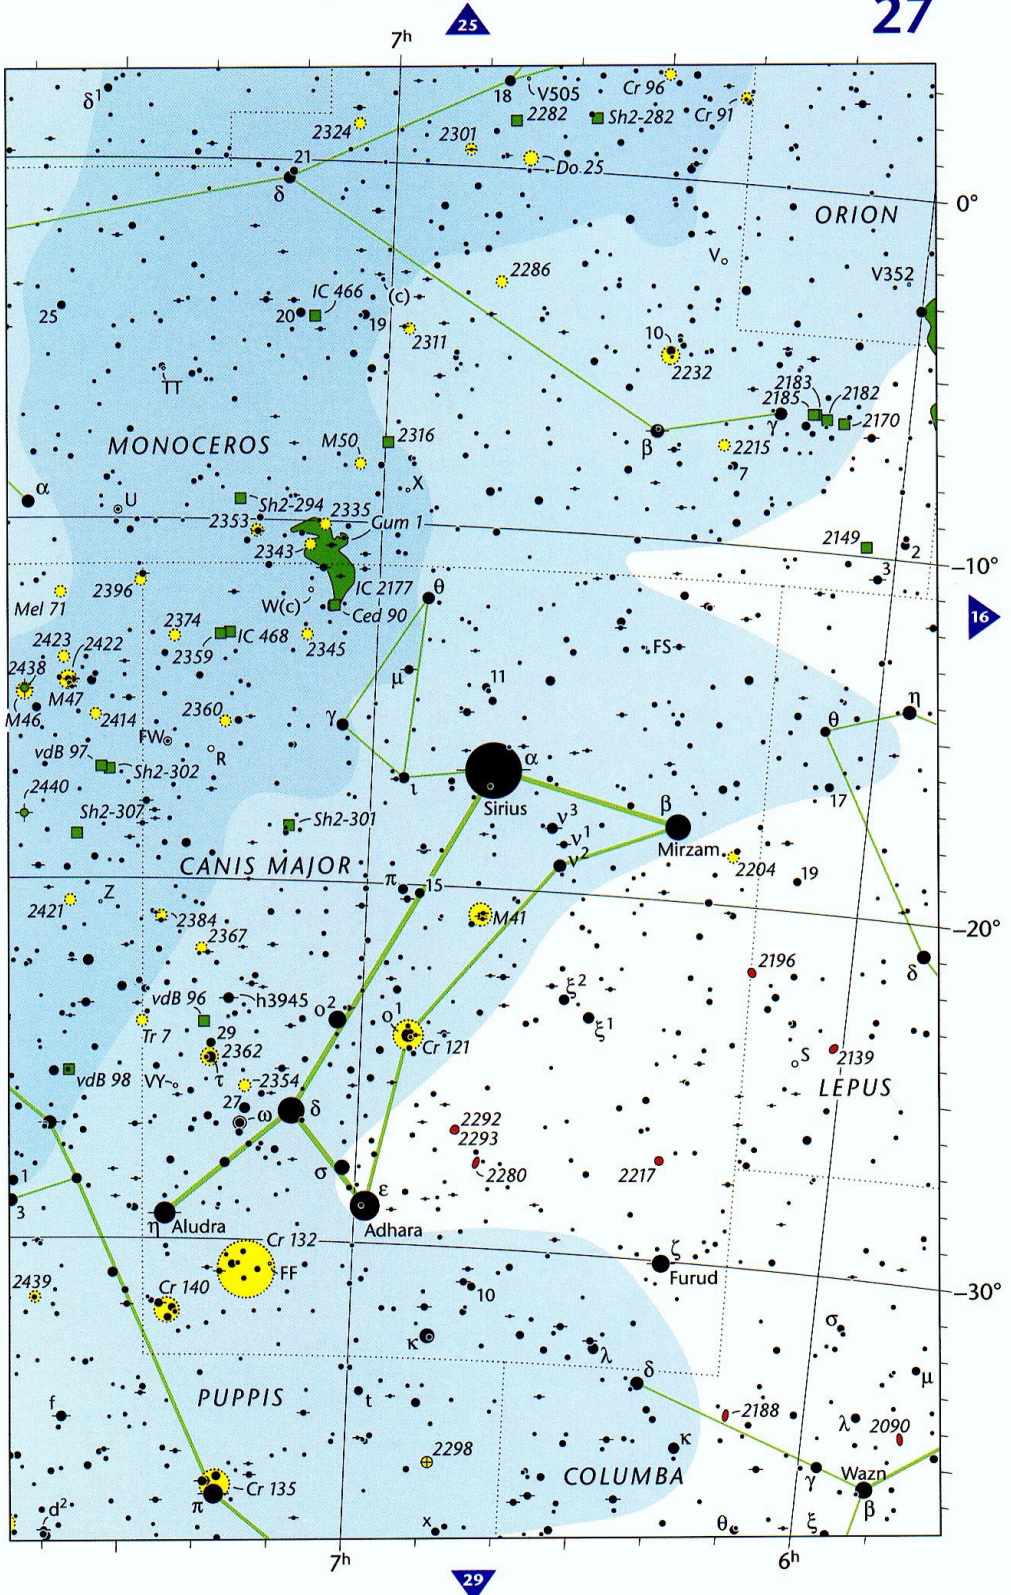 25
27
7h
δ1
18
V505
Cr 96
2282
Sh2-282
Cr 91
2324
2301
21
Do 25
δ
0°
ORION
V
2286
V352
IC 466
(c)
25
20
19
2311
10
2232
TT
2183
2185
2182
2170
MONOCEROS
M50
2316
β
γ
2215
7
X
α
U
Sh2-294
2335
2353
Gum 1
2343
2149
2
3
–10°
Mel 71
2396
W(c)
IC 2177
Ced 90
θ
16
2374
2423
2422
2359
IC 468
2345
FS
2438
M47
μ
11
M46
2414
2360
γ
η
θ
FW
R
vdB 97
Sh2-302
α
ι
Sirius
2440
17
Sh2-307
Sh2-301
ν3
ν1
ν2
β
Mirzam
CANIS MAJOR
π
15
2204
19
Z
2421
2384
M41
2367
–20°
δ
2196
ξ2
vdB 96
h3945
ο2
ο1
ξ1
Tr 7
29
2362
Cr 121
S
2139
τ
vdB 98
VY
2354
LEPUS
27
ω
δ
2292
2293
σ
2280
2217
1
3
ε
η
Aludra
Adhara
Cr 132
ζ
FF
Furud
2439
Cr 140
10
–30°
κ
σ
λ
δ
μ
PUPPIS
f
t
2188
λ
2090
2298
κ
COLUMBA
Cr 135
γ
Wazn
π
β
d2
x
θ
ξ
7h
6h
29